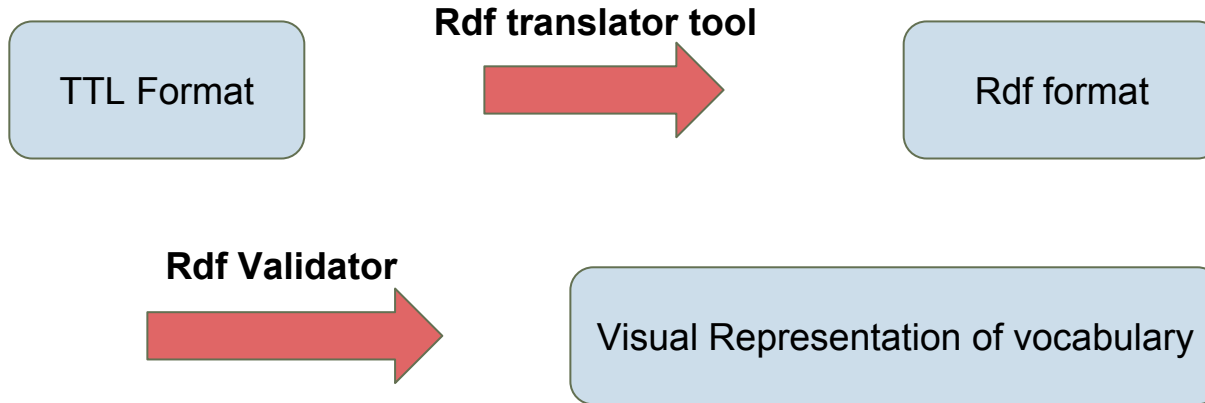 Rdf translator tool
TTL Format
Rdf format
Rdf Validator
Visual Representation of vocabulary